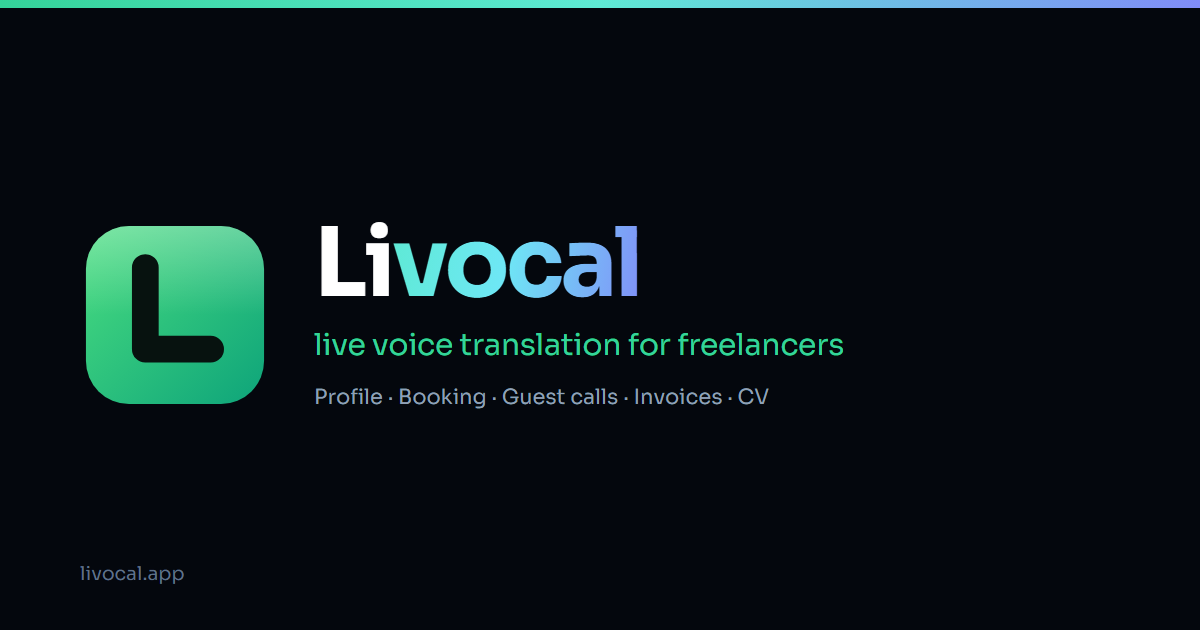 L
Livocal
live voice translation for freelancers
Profile · Booking · Guest calls · Invoices · CV
livocal.app